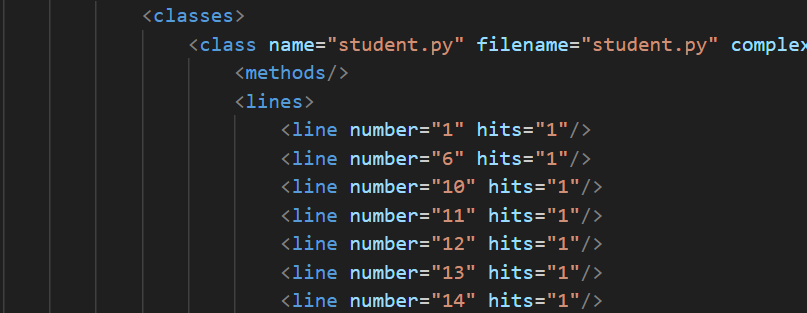 <classes>
<class name="student.py" filename="student.py"
<methods/>
<lines>
<line number="1" hits="1"/>
<line number="6" hits="1"/>
<line number="10" hits="1"/>
<line number="11" hits="1"/>
<line number="12" hits="1"/>
<line number="13" hits="1"/>
<line number="14" hits="1"/>